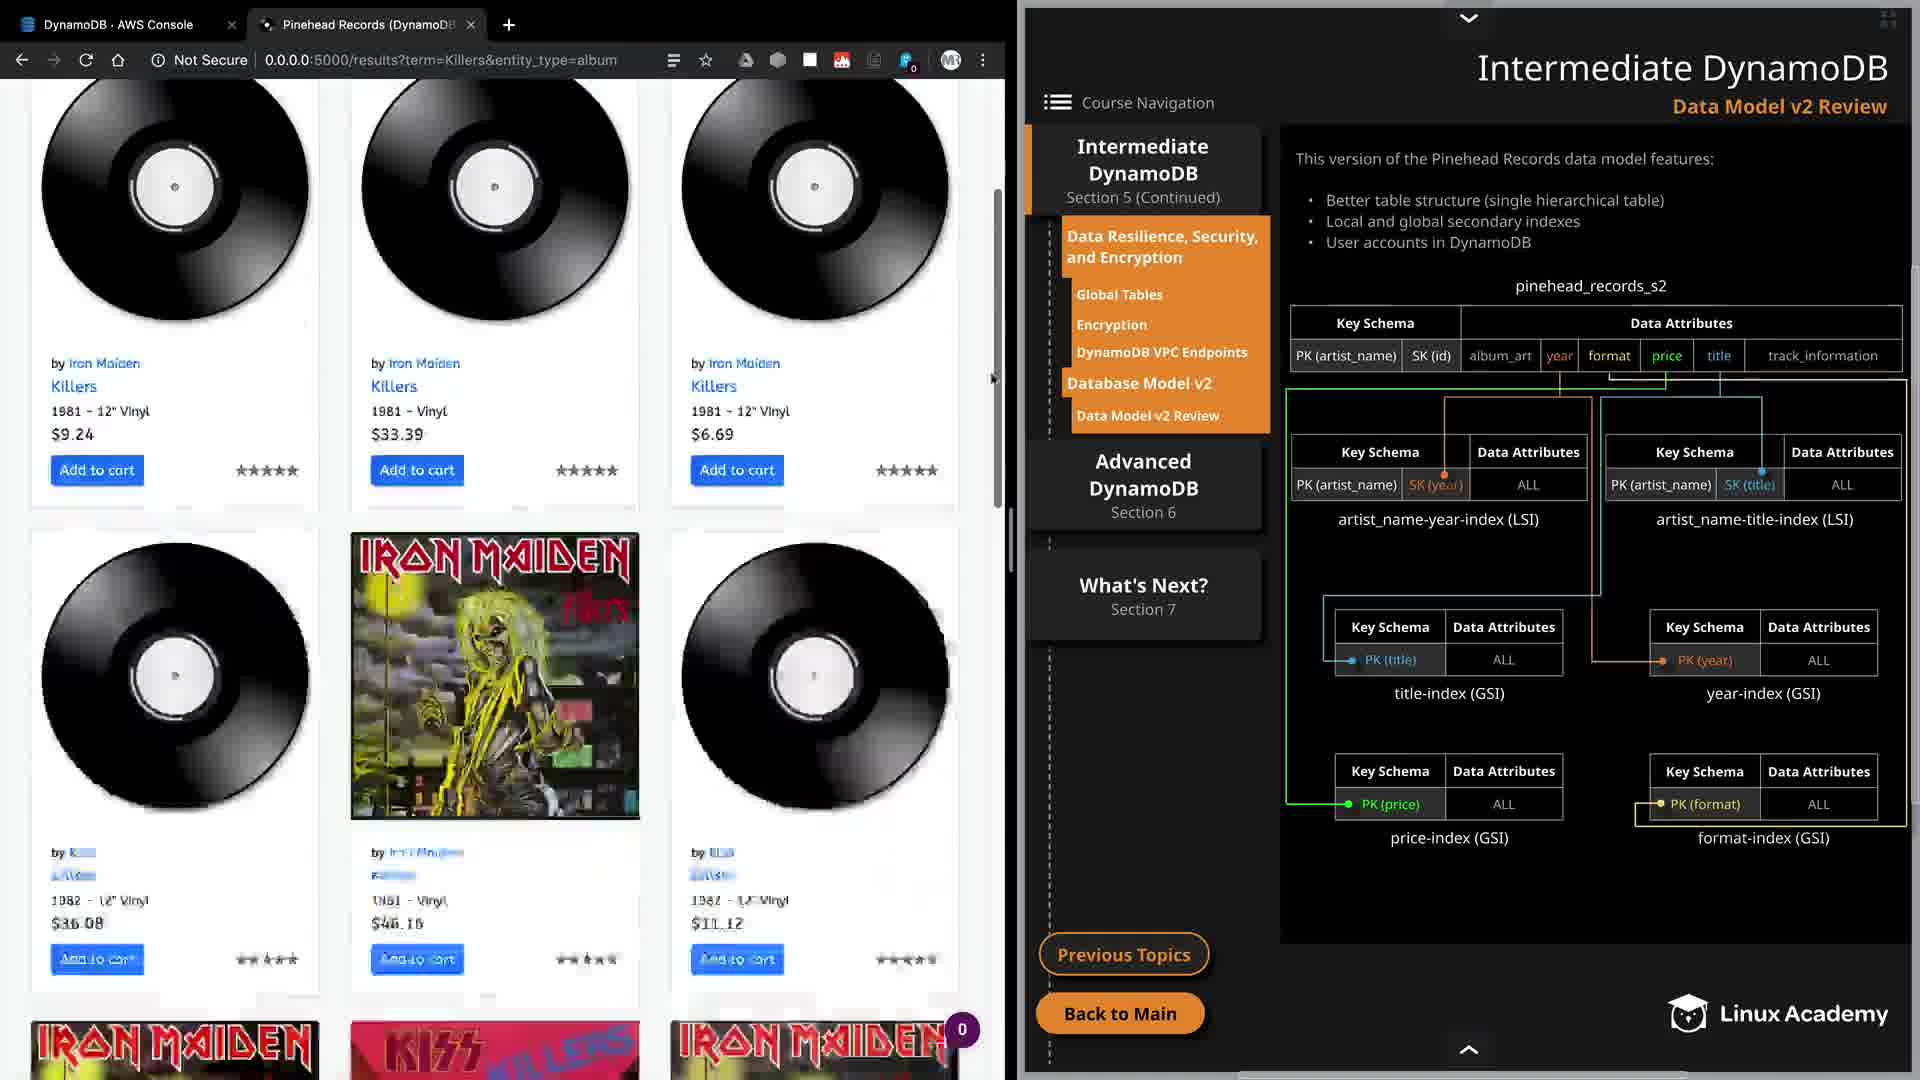 DynamoDB · AWS Console
Pinehead Records (DynamoDB
Not Secure
0.0.0.0:5000/results?term=Killers&entity_type=album
0
MR
by Iron Maiden
Killers
1981 - 12" Vinyl
$9.24
Add to cart
by Iron Maiden
Killers
1981 - Vinyl
$33.39
Add to cart
by Iron Maiden
Killers
1981 - 12" Vinyl
$6.69
Add to cart
IRON MAIDEN
Killers
by
1982 - 12" Vinyl
$36.08
Add to cart
by Iron Maiden
1981 - Vinyl
$46.16
Add to cart
by
1982 - 12" Vinyl
$11.12
Add to cart
IRON MAIDEN
KISS
KILLERS
IRON MAIDEN
0
Intermediate DynamoDB
Data Model v2 Review
Course Navigation
Intermediate
DynamoDB
Section 5 (Continued)
Data Resilience, Security,
and Encryption
Global Tables
Encryption
DynamoDB VPC Endpoints
Database Model v2
Data Model v2 Review
Advanced
DynamoDB
Section 6
What's Next?
Section 7
Previous Topics
Back to Main
This version of the Pinehead Records data model features:
• Better table structure (single hierarchical table)
• Local and global secondary indexes
• User accounts in DynamoDB
pinehead_records_s2
Key Schema Data Attributes
PK (artist_name) SK (id) album_art year format price title track_information
Key Schema Data Attributes
PK (artist_name) SK (year) ALL
artist_name-year-index (LSI)
Key Schema Data Attributes
PK (artist_name) SK (title) ALL
artist_name-title-index (LSI)
Key Schema Data Attributes
PK (title) ALL
title-index (GSI)
Key Schema Data Attributes
PK (year) ALL
year-index (GSI)
Key Schema Data Attributes
PK (price) ALL
price-index (GSI)
Key Schema Data Attributes
PK (format) ALL
format-index (GSI)
Linux Academy